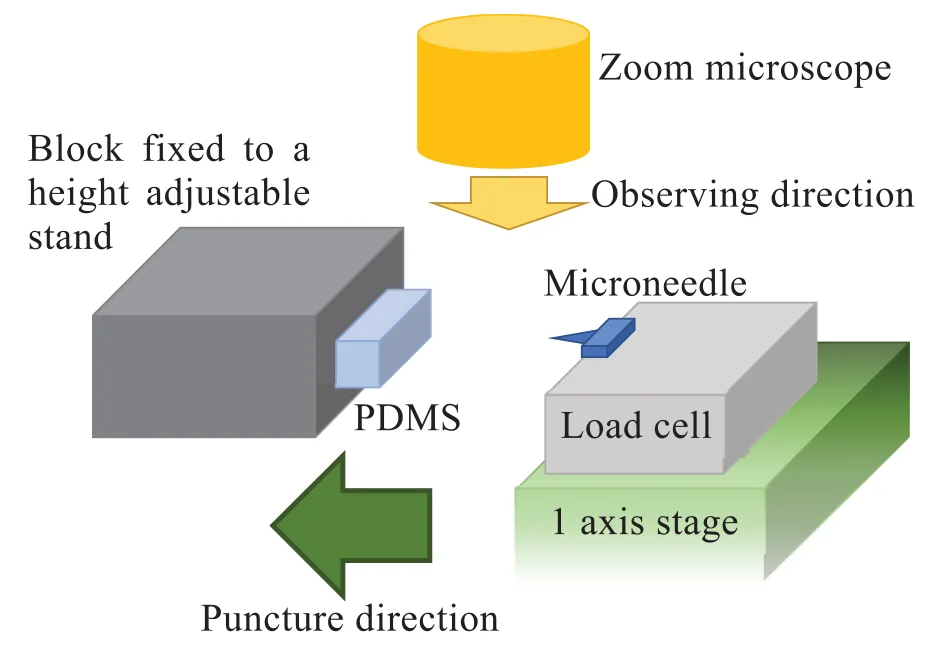 Zoom microscope
Block fixed to a
height adjustable
stand
Observing direction
Microneedle
PDMS
Load cell
1 axis stage
Puncture direction